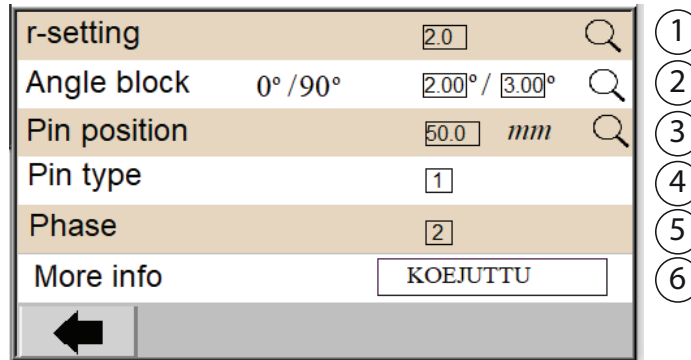 r-setting 2.0 1
Angle block 0° /90° 2.00° / 3.00° 2
Pin position 50.0 mm 3
Pin type 1 4
Phase 2 5
More info KOEJUTTU 6